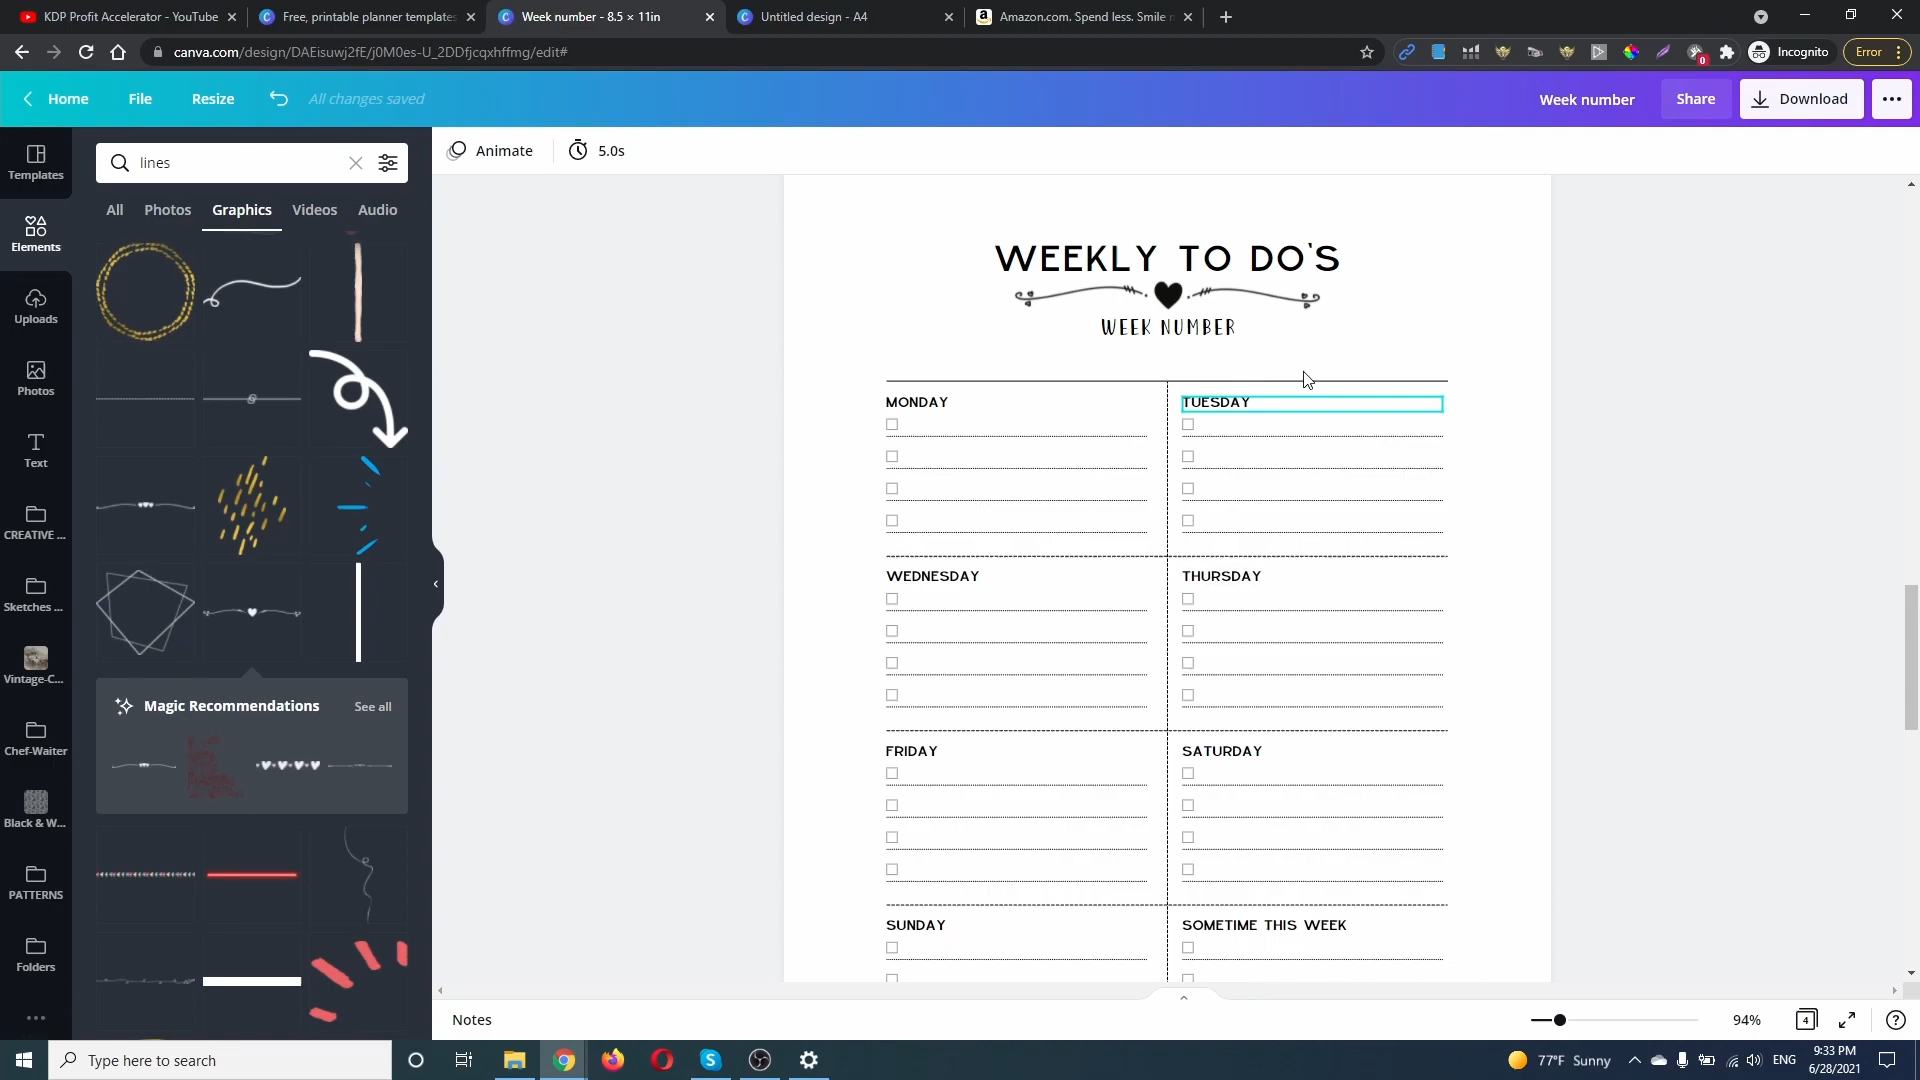 KDP Profit Accelerator - YouTube
Free, printable planner templates
Week number - 8.5 × 11in
Untitled design - A4
Amazon.com. Spend less. Smile
canva.com/design/DAEisuwj2fE/j0M0es-U_2DDfjcqxhffmg/edit#
0
Incognito
Error
Home
File
Resize
All changes saved
Week number
Share
Download
Templates
Elements
Uploads
Photos
Text
CREATIVE ...
Sketches ...
Vintage-C...
Chef-Waiter
Black & W...
PATTERNS
Folders
lines
All
Photos
Graphics
Videos
Audio
Magic Recommendations
See all
Animate
5.0s
WEEKLY TO DO'S
WEEK NUMBER
MONDAY
TUESDAY
WEDNESDAY
THURSDAY
FRIDAY
SATURDAY
SUNDAY
SOMETIME THIS WEEK
Notes
94%
4
?
Type here to search
77°F Sunny
ENG
9:33 PM
6/28/2021